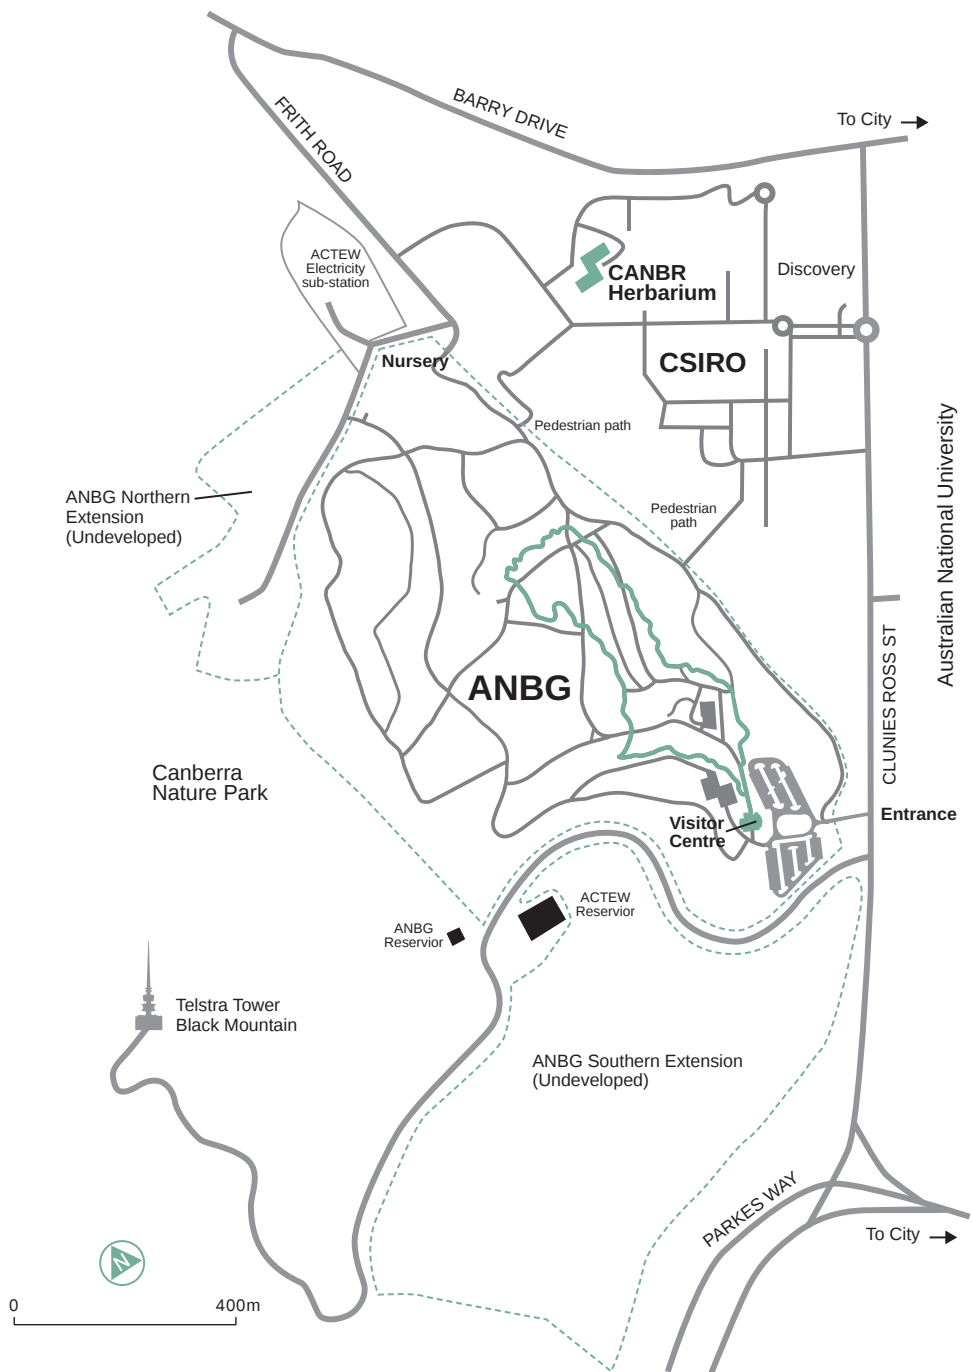 BARRY DRIVE
To City
FRITH ROAD
ACTEW
Electricity
sub-station
CANBR
Herbarium
Discovery
Nursery
CSIRO
Pedestrian path
Australian National University
ANBG Northern
Extension
(Undeveloped)
Pedestrian
path
ANBG
CLUNIES ROSS ST
Canberra
Nature Park
Visitor
Centre
Entrance
ACTEW
Reservior
ANBG
Reservior
Telstra Tower
Black Mountain
ANBG Southern Extension
(Undeveloped)
PARKES WAY
To City
N
0 400m